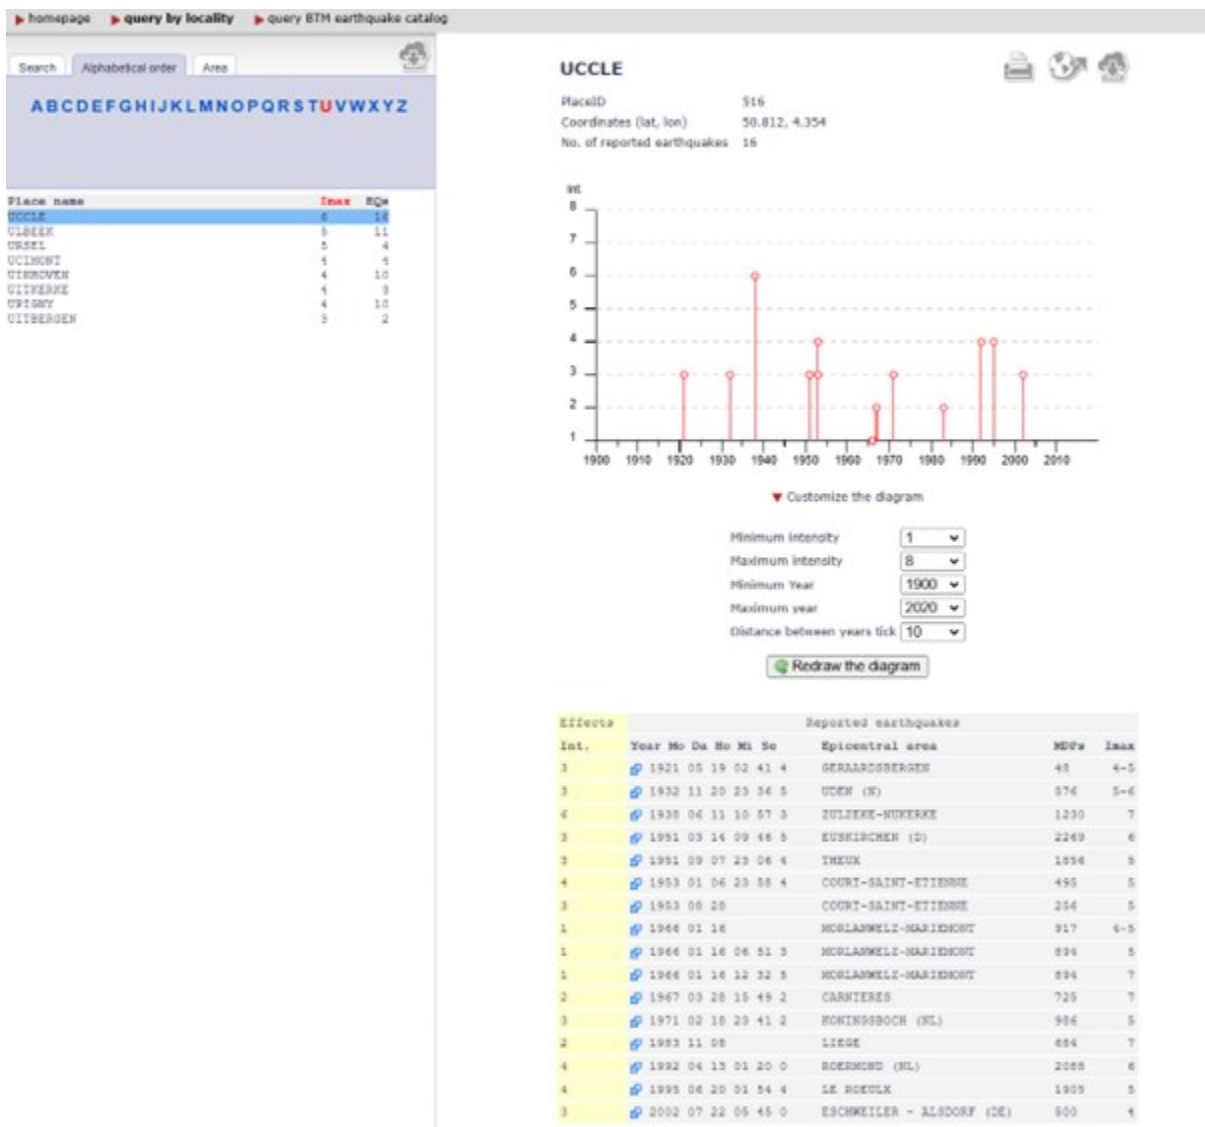 homepage query by locality query BTM earthquake catalog
Search Alphabetical order Area
A B C D E F G H I J K L M N O P Q R S T U V W X Y Z
Place name Imax EQs
UCCLE 6 16
ULBEEK 5 11
URSEL 5 4
UCIMONT 4 4
UIKHOVEN 4 10
UITKERKE 4 3
UPIGNY 4 10
UITBERGEN 3 2
UCCLE
PlaceID 516
Coordinates (lat, lon) 50.812, 4.354
No. of reported earthquakes 16
Int
8
7
6
5
4
3
2
1
1900 1910 1920 1930 1940 1950 1960 1970 1980 1990 2000 2010
Customize the diagram
Minimum intensity 1
Maximum intensity 8
Minimum Year 1900
Maximum year 2020
Distance between years tick 10
Redraw the diagram
Effects Reported earthquakes
Int. Year Mo Da Ho Mi Se Epicentral area MDPs Imax
3 1921 05 19 02 41 4 GERAARDSBERGEN 4-5
3 1932 11 20 23 36 5 UDEN (N) 576 5-6
6 1938 06 11 10 57 3 ZULZEKE-NUKERKE 1230 7
3 1951 03 14 09 46 5 EUSKIRCHEN (D) 2269 6
3 1951 09 07 23 06 4 THEUX 5
4 1953 01 06 23 58 4 COURT-SAINT-ETIENNE 495 5
3 1953 08 28 COURT-SAINT-ETIENNE 256 5
1 1966 01 16 MORLANWELZ-MARIEMONT 917
1 1966 01 16 06 51 3 MORLANWELZ-MARIEMONT 894 5
1 1966 01 16 12 32 5 MORLANWELZ-MARIEMONT 894 7
2 1967 03 28 15 49 2 CARNIERES 725 7
3 1971 02 18 23 41 2 KONINGSBOCH (NL) 986 5
2 1983 11 08 LIEGE 684 7
4 1992 04 13 01 20 0 ROERMOND (NL) 2088 6
4 1995 06 20 01 54 4 LE ROEULX 1905 5
3 2002 07 22 05 45 0 ESCHWEILER - ALSDORF (DE) 500 4